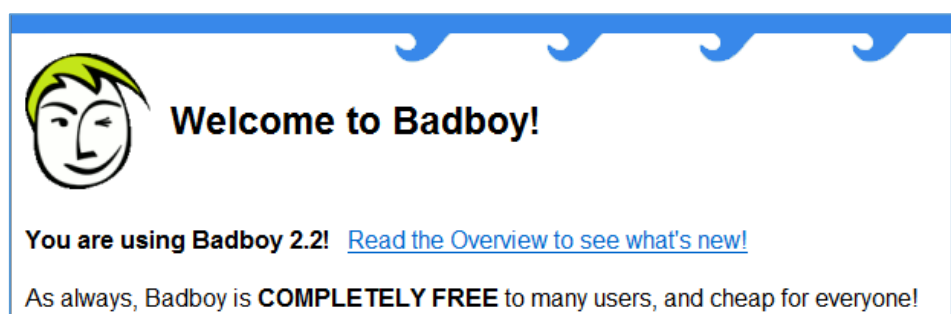 Welcome to Badboy!
You are using Badboy 2.2! Read the Overview to see what's new!
As always, Badboy is COMPLETELY FREE to many users, and cheap for everyone!